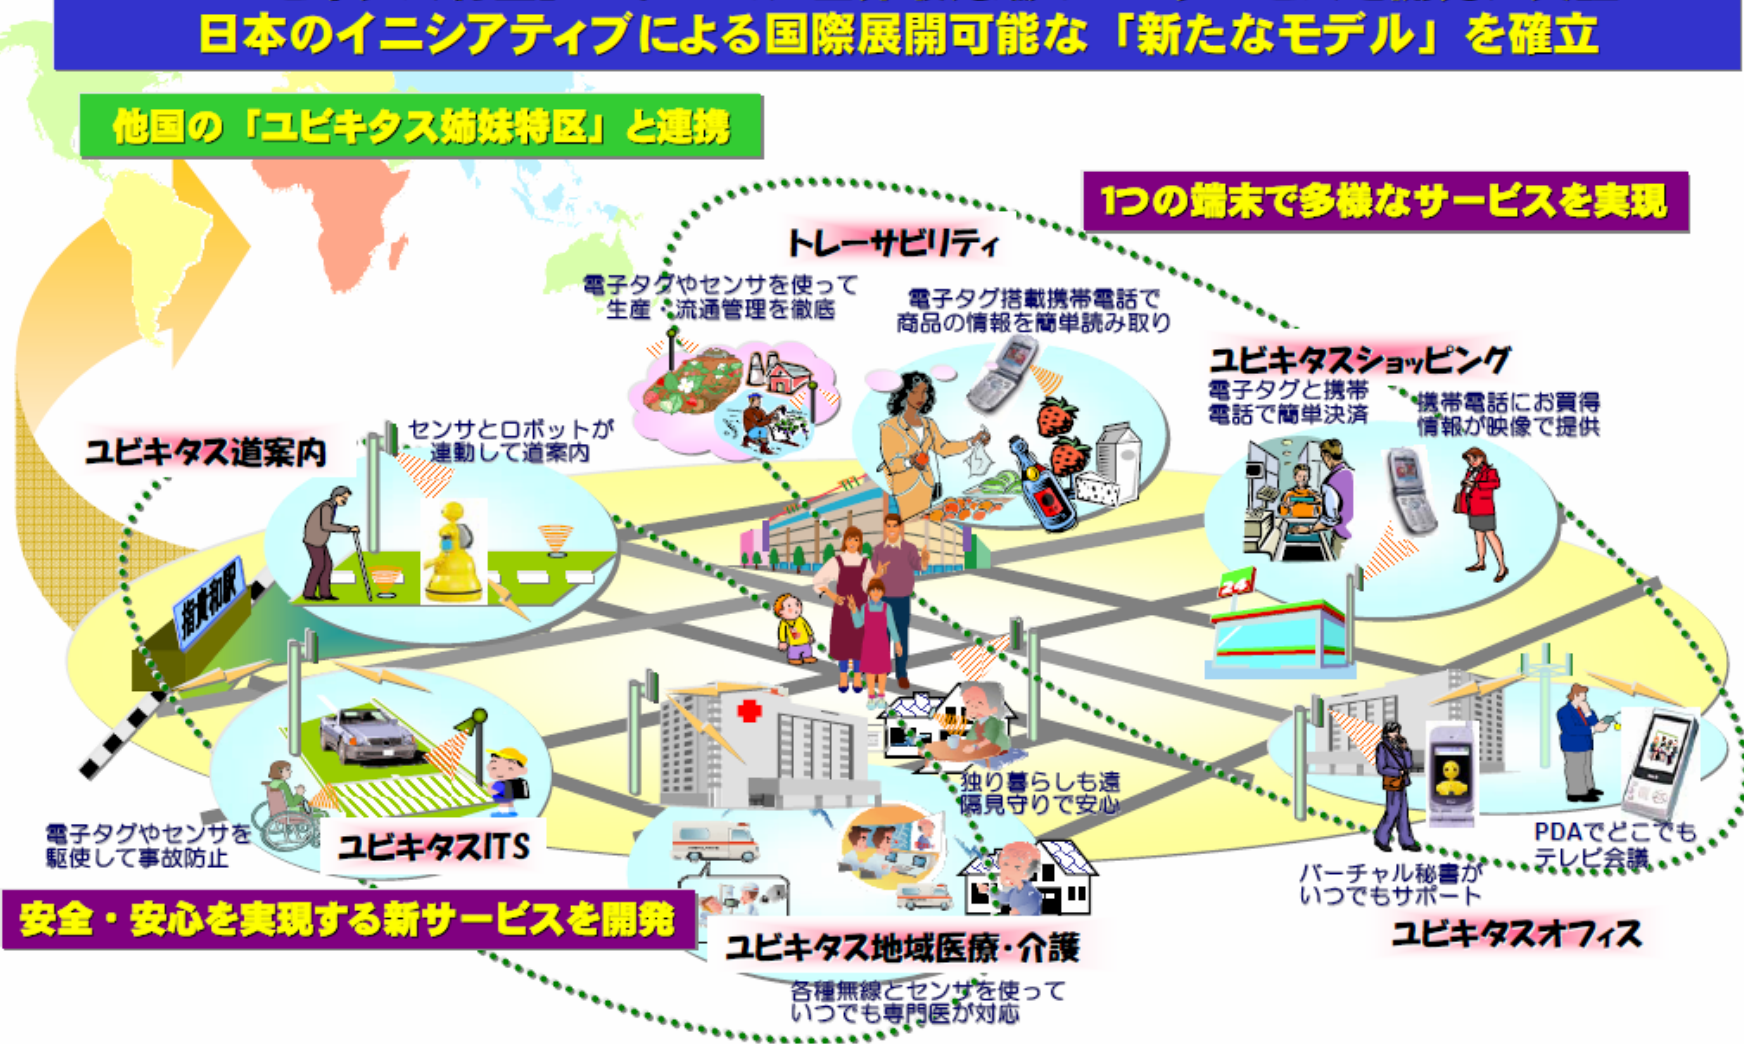 日本のイニシアティブによる国際展開可能な「新たなモデル」を確立
他国の「ユビキタス姉妹特区」と連携
1つの端末で多様なサービスを実現
トレーサビリティ
電子タグやセンサを使って
生産・流通管理を徹底
電子タグ搭載携帯電話で
商品の情報を簡単読み取り
ユビキタスショッピング
電子タグと携帯
電話で簡単決済
携帯電話にお買得
情報が映像で提供
ユビキタス道案内
センサとロボットが
連動して道案内
指貴和駅
24
独り暮らしも遠
隔見守りで安心
電子タグやセンサを
駆使して事故防止
ユビキタスITS
PDAでどこでも
テレビ会議
バーチャル秘書が
いつでもサポート
ユビキタスオフィス
安全・安心を実現する新サービスを開発
ユビキタス地域医療・介護
各種無線とセンサを使って
いつでも専門医が対応